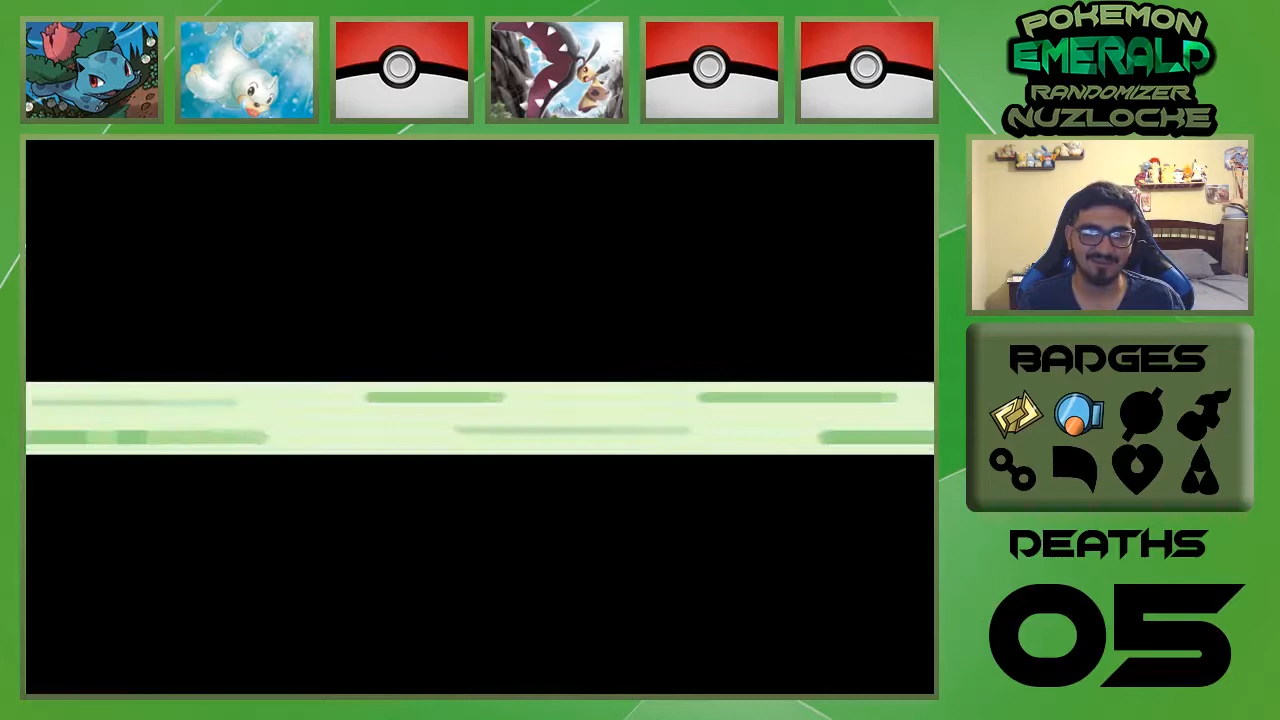 POKEMON
EMERALD
RANDOMIZER
NUZLOCKE
BADGES
DEATHS
05